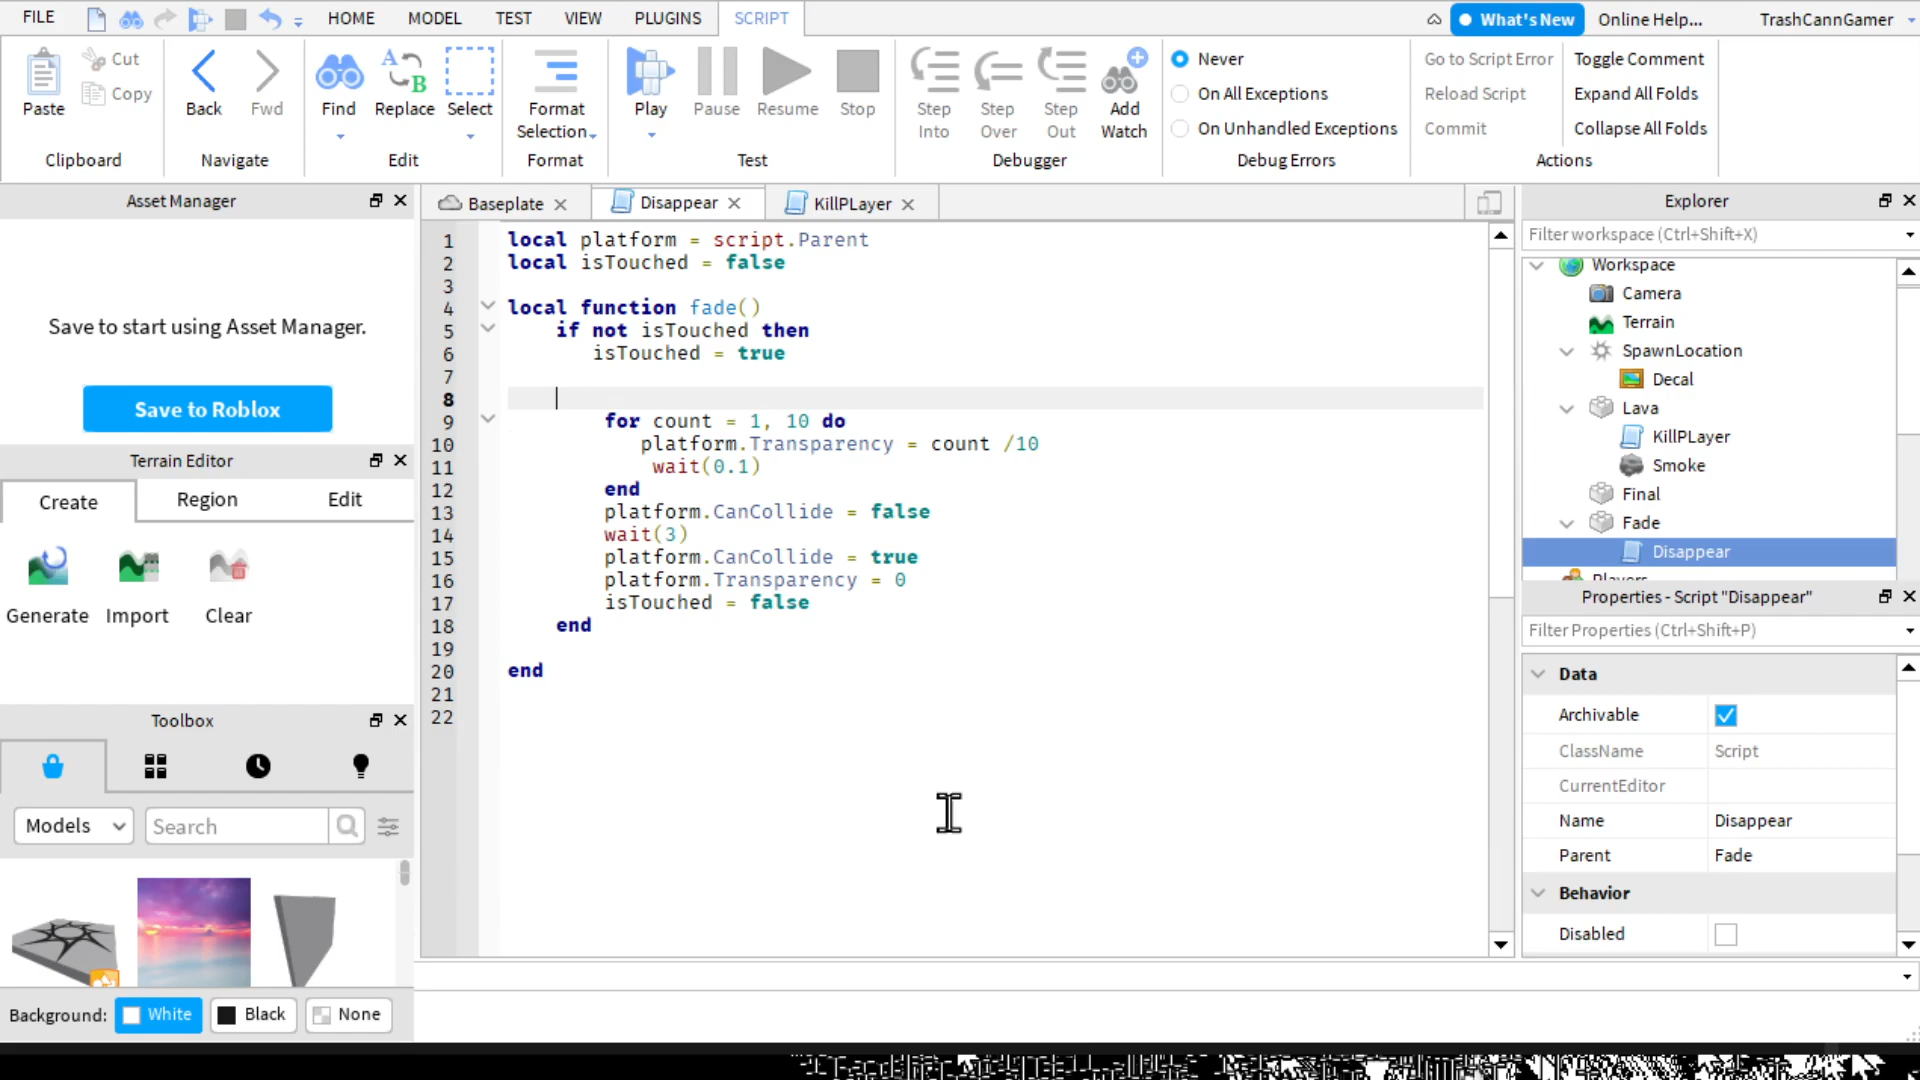 FILE HOME MODEL TEST VIEW PLUGINS SCRIPT What's New Online Help... TrashCannGamer
Paste Cut Copy Back Fwd Find Replace Select Format Selection Play Pause Resume Stop Step Into Step Over Step Out Add Watch
Never
On All Exceptions
On Unhandled Exceptions
Go to Script Error
Reload Script
Commit
Toggle Comment
Expand All Folds
Collapse All Folds
Clipboard Navigate Edit Format Test Debugger Debug Errors Actions
Asset Manager
Save to start using Asset Manager.
Save to Roblox
Terrain Editor
Create Region Edit
Generate Import Clear
Toolbox
Models Search
Background: White Black None
Baseplate Disappear KillPLayer
1 local platform = script.Parent
2 local isTouched = false
3
4 local function fade()
5 if not isTouched then
6 isTouched = true
7
8
9 for count = 1, 10 do
10 platform.Transparency = count /10
11 wait(0.1)
12 end
13 platform.CanCollide = false
14 wait(3)
15 platform.CanCollide = true
16 platform.Transparency = 0
17 isTouched = false
18 end
19
20 end
21
22
Explorer
Filter workspace (Ctrl+Shift+X)
Workspace
Camera
Terrain
SpawnLocation
Decal
Lava
KillPLayer
Smoke
Final
Fade
Disappear
Players
Properties - Script "Disappear"
Filter Properties (Ctrl+Shift+P)
Data
Archivable
ClassName Script
CurrentEditor
Name Disappear
Parent Fade
Behavior
Disabled